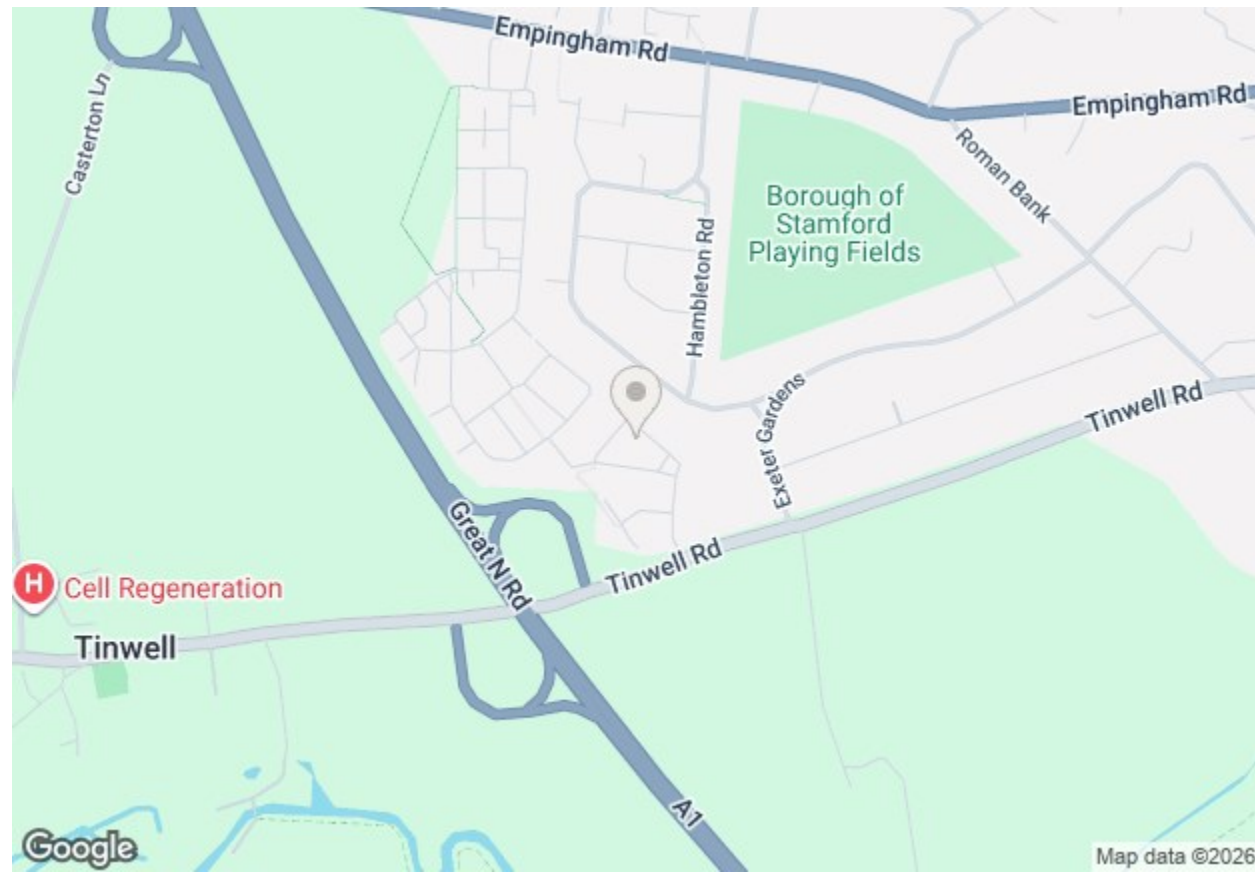 Empingham Rd
Empingham Rd
Casterton Ln
Roman Bank
Borough of
Stamford
Playing Fields
Hambleton Rd
Exeter Gardens
Tinwell Rd
Great N Rd
Tinwell Rd
H
Cell Regeneration
Tinwell
A1
Google
Map data ©2026